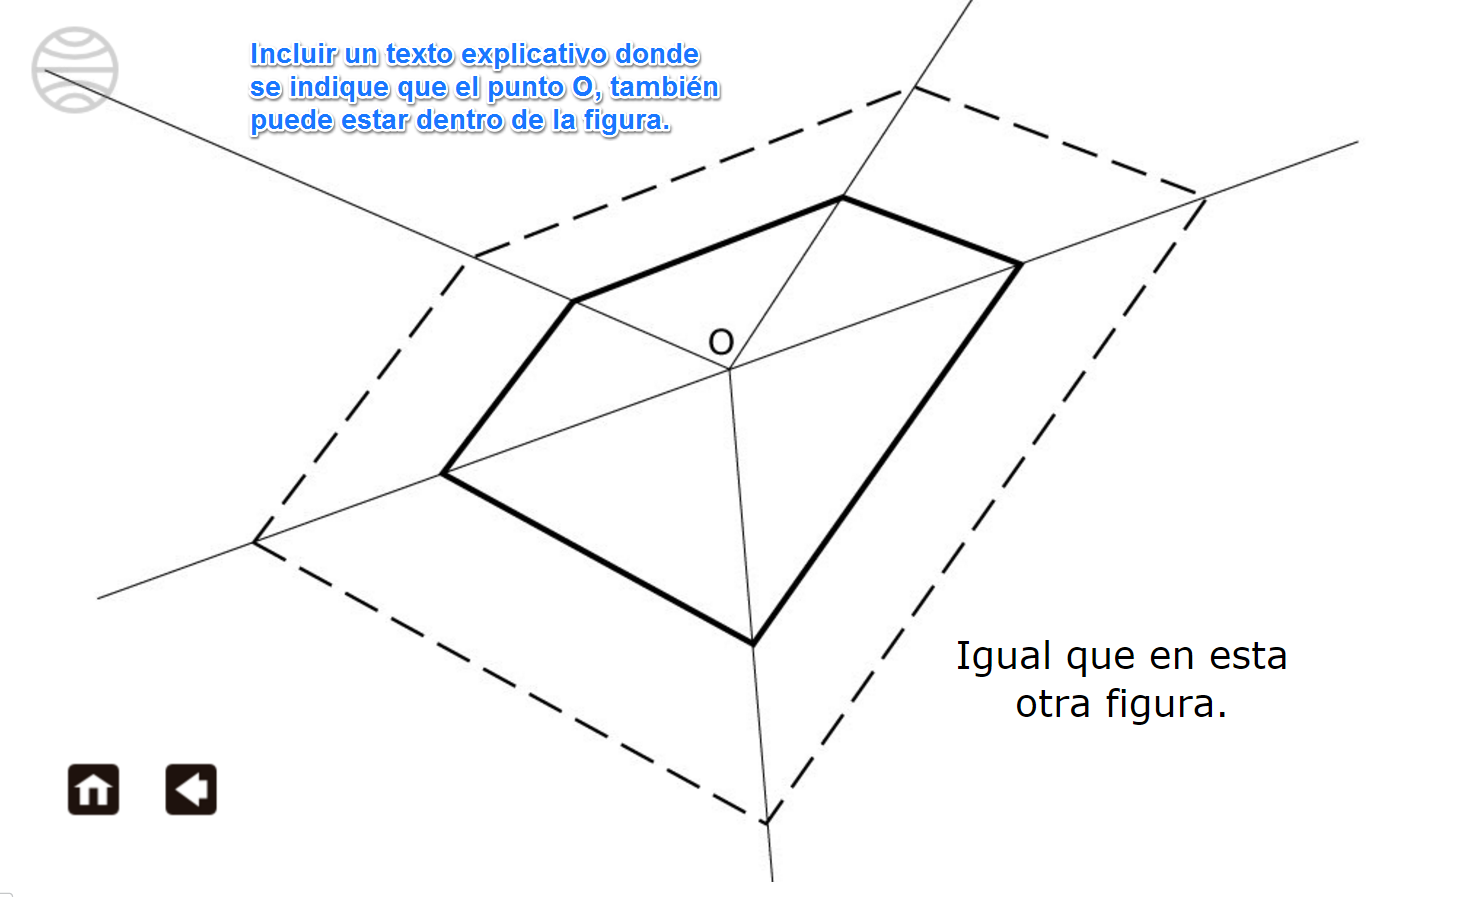 Incluir un texto explicativo donde
se indique que el punto O, también
puede estar dentro de la figura.
O
Igual que en esta
otra figura.